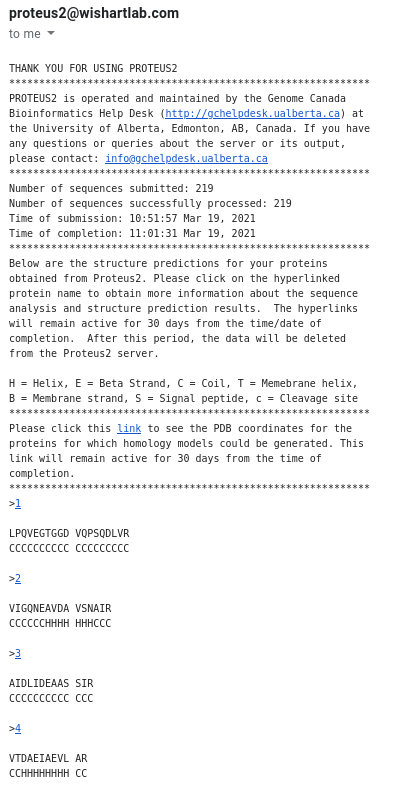 proteus2@wishartlab.com
to me
THANK YOU FOR USING PROTEUS2
************************************************************
PROTEUS2 is operated and maintained by the Genome Canada
Bioinformatics Help Desk (http://gchelpdesk.ualberta.ca) at
the University of Alberta, Edmonton, AB, Canada. If you have
any questions or queries about the server or its output,
please contact: info@gchelpdesk.ualberta.ca
************************************************************
Number of sequences submitted: 219
Number of sequences successfully processed: 219
Time of submission: 10:51:57 Mar 19, 2021
Time of completion: 11:01:31 Mar 19, 2021
************************************************************
Below are the structure predictions for your proteins
obtained from Proteus2. Please click on the hyperlinked
protein name to obtain more information about the sequence
analysis and structure prediction results.  The hyperlinks
will remain active for 30 days from the time/date of
completion.  After this period, the data will be deleted
from the Proteus2 server.
H = Helix, E = Beta Strand, C = Coil, T = Memebrane helix,
B = Membrane strand, S = Signal peptide, c = Cleavage site
************************************************************
Please click this link to see the PDB coordinates for the
proteins for which homology models could be generated. This
link will remain active for 30 days from the time of
completion.
************************************************************
>1
LPQVEGTGGD VQPSQDLVR
CCCCCCCCCC CCCCCCCCC
>2
VIGQNEAVDA VSNAIR
CCCCCCHHHH HHHCCC
>3
AIDLIDEAAS SIR
CCCCCCCCCC CCC
>4
VTDAEIAEVL AR
CCHHHHHHHH CC